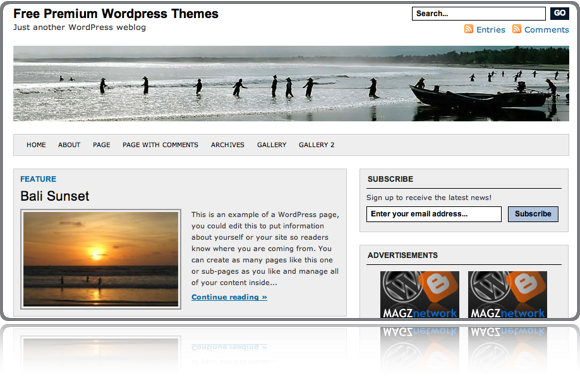 Free Premium Wordpress Themes
Just another WordPress weblog
Search...
GO
Entries Comments
HOME ABOUT PAGE PAGE WITH COMMENTS ARCHIVES GALLERY GALLERY 2
FEATURE
Bali Sunset
This is an example of a WordPress page,
you could edit this to put information
about yourself or your site so readers
know where you are coming from. You
can create as many pages like this one
or sub-pages as you like and manage all
of your content inside...
Continue reading »
SUBSCRIBE
Sign up to receive the latest news!
Enter your email address...
Subscribe
ADVERTISEMENTS
MAGZnetwork
MAGZnetwork